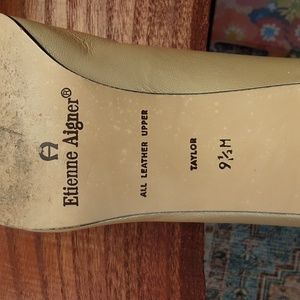 Etienne Aigner®
ALL LEATHER UPPER
TAYLOR
9½M